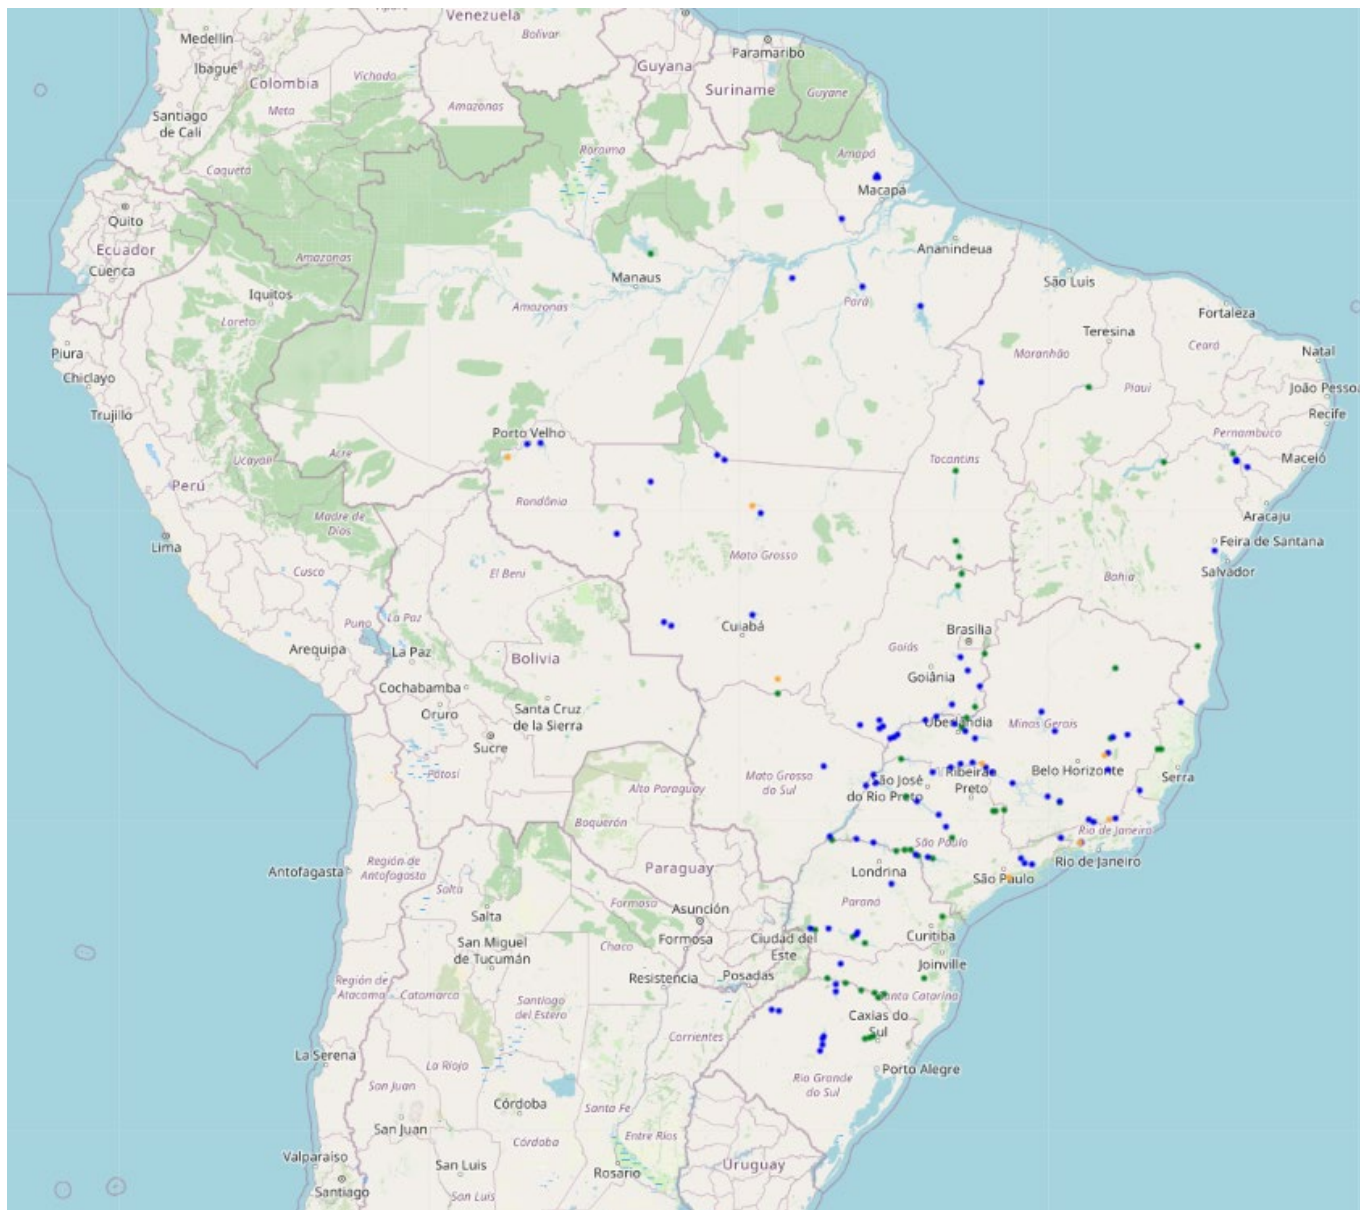 Venezuela
Medellín
Bolívar
Paramaribo
Ibagué
Guyana
Colombia
Vichada
Suriname
Guyane
Meta
Amazonas
Santiago
de Cali
Roraima
Amapá
Caquetá
Macapá
Quito
Ecuador
Ananindeua
Amazonas
Cuenca
Manaus
São Luís
Iquitos
Amazonas
Pará
Fortaleza
Loreto
Teresina
Piura
Maranhão
Ceará
Natal
Chiclayo
Piauí
João Pessoa
Trujillo
Recife
Porto Velho
Pernambuco
Acre
Ucayali
Tocantins
Maceió
Perú
Rondônia
Madre de
Dios
Aracaju
Lima
Feira de Santana
Mato Grosso
Cusco
El Beni
Salvador
Bahia
La Paz
Puno
Cuiabá
Brasília
Arequipa
La Paz
Goiás
Bolivia
Goiânia
Cochabamba
Oruro
Santa Cruz
de la Sierra
Uberlândia
Minas Gerais
Sucre
Potosí
Mato Grosso
do Sul
Ribeirão
Preto
Belo Horizonte
Serra
São José
do Rio Preto
Alto Paraguay
Boquerón
São Paulo
Rio de Janeiro
Región de
Antofagasta
Antofagasta
Paraguay
Londrina
Rio de Janeiro
São Paulo
Salta
Paraná
Formosa
Asunción
Salta
San Miguel
de Tucumán
Chaco
Formosa
Ciudad del
Este
Curitiba
Joinville
Región de
Atacama
Catamarca
Santiago
del Estero
Resistencia
Posadas
Santa Catarina
Caxias do
Sul
Corrientes
La Serena
La Rioja
San Juan
Rio Grande
do Sul
Porto Alegre
Córdoba
Santa Fe
San Juan
Córdoba
Entre Ríos
Valparaíso
San Luis
Rosario
Uruguay
Santiago
San Luis